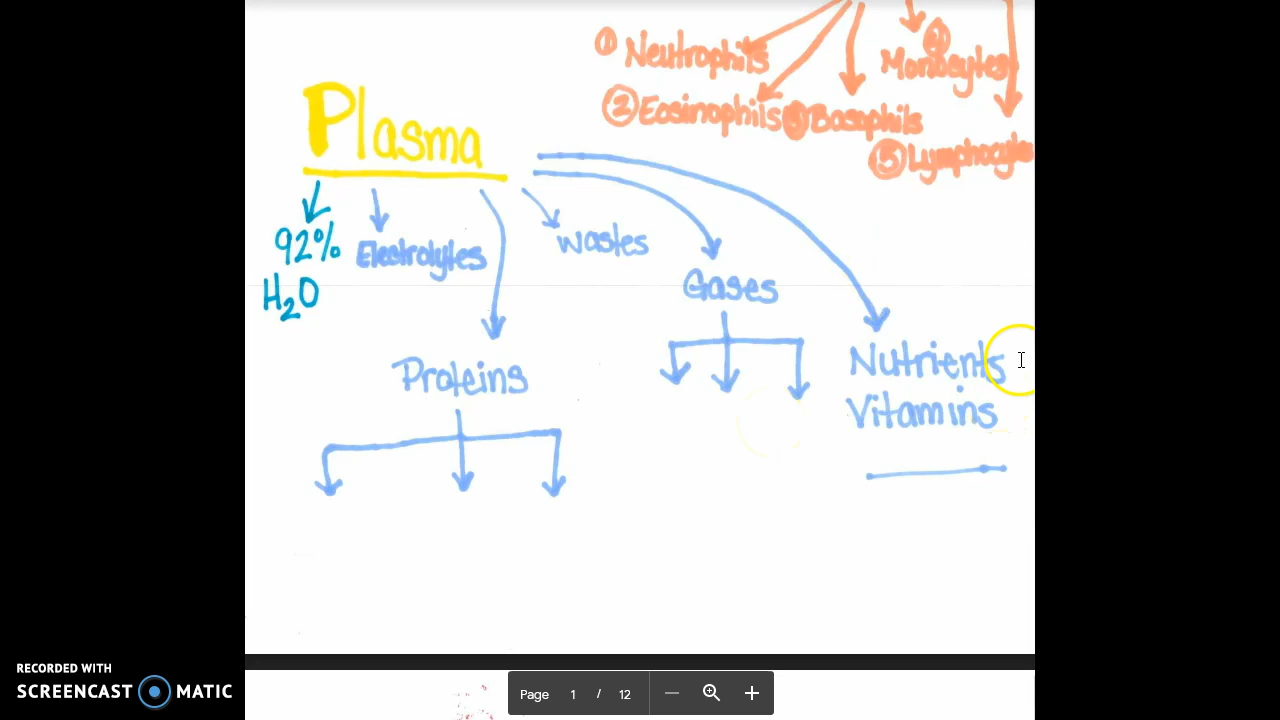 ① Neutrophils
④
Monocytes
② Eosinophils
③ Basophils
⑤ Lymphocyte
Plasma
92%
H₂O
Electrolytes
wastes
Gases
Proteins
Nutrients
Vitamins
RECORDED WITH
SCREENCAST MATIC
Page 1 / 12